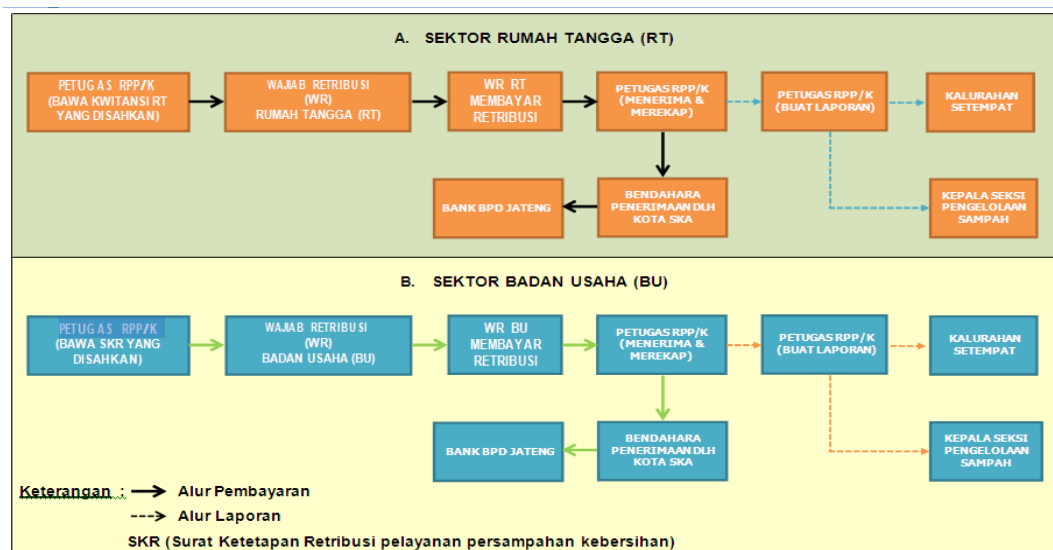 A. SEKTOR RUMAH TANGGA (RT)
PETUGAS RPP/K
(BAWA KWITANSI RT
YANG DISAHKAN)
WAJIAB RETRIBUSI
(WR)
RUMAH TANGGA (RT)
WR RT
MEMBAYAR
RETRIBUSI
PETUGAS RPP/K
(MENERIMA &
MEREKAP)
PETUGAS RPP/K
(BUAT LAPORAN)
KALURAHAN
SETEMPAT
BANK BPD JATENG
BENDAHARA
PENERIMAAN DLH
KOTA SKA
KEPALA SEKSI
PENGELOLAAN
SAMPAH
B. SEKTOR BADAN USAHA (BU)
PETUGAS RPP/K
(BAWA SKR YANG
DISAHKAN)
WAJIAB RETRIBUSI
(WR)
BADAN USAHA (BU)
WR BU
MEMBAYAR
RETRIBUSI
PETUGAS RPP/K
(MENERIMA &
MEREKAP)
PETUGAS RPP/K
(BUAT LAPORAN)
KALURAHAN
SETEMPAT
BANK BPD JATENG
BENDAHARA
PENERIMAAN DLH
KOTA SKA
KEPALA SEKSI
PENGELOLAAN
SAMPAH
Keterangan : Alur Pembayaran
Alur Laporan
SKR (Surat Ketetapan Retribusi pelayanan persampahan kebersihan)